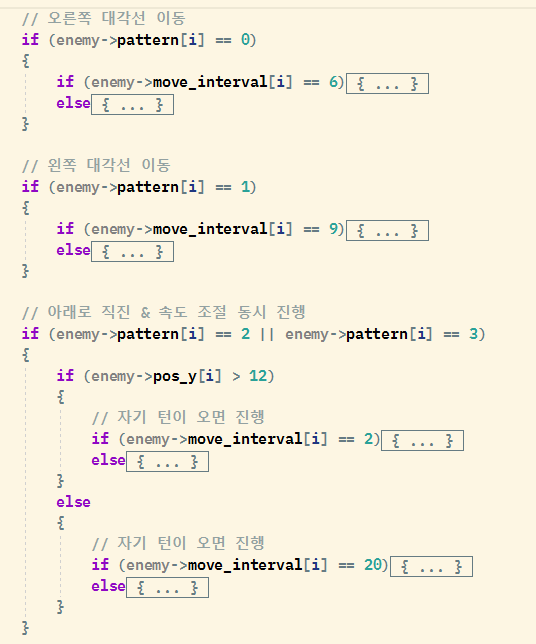 // 오른쪽 대각선 이동
if (enemy->pattern[i] == 0)
{
if (enemy->move_interval[i] == 6) { ... }
else { ... }
}
// 왼쪽 대각선 이동
if (enemy->pattern[i] == 1)
{
if (enemy->move_interval[i] == 9) { ... }
else { ... }
}
// 아래로 직진 & 속도 조절 동시 진행
if (enemy->pattern[i] == 2 || enemy->pattern[i] == 3)
{
if (enemy->pos_y[i] > 12)
{
// 자기 턴이 오면 진행
if (enemy->move_interval[i] == 2) { ... }
else { ... }
}
else
{
// 자기 턴이 오면 진행
if (enemy->move_interval[i] == 20) { ... }
else { ... }
}
}